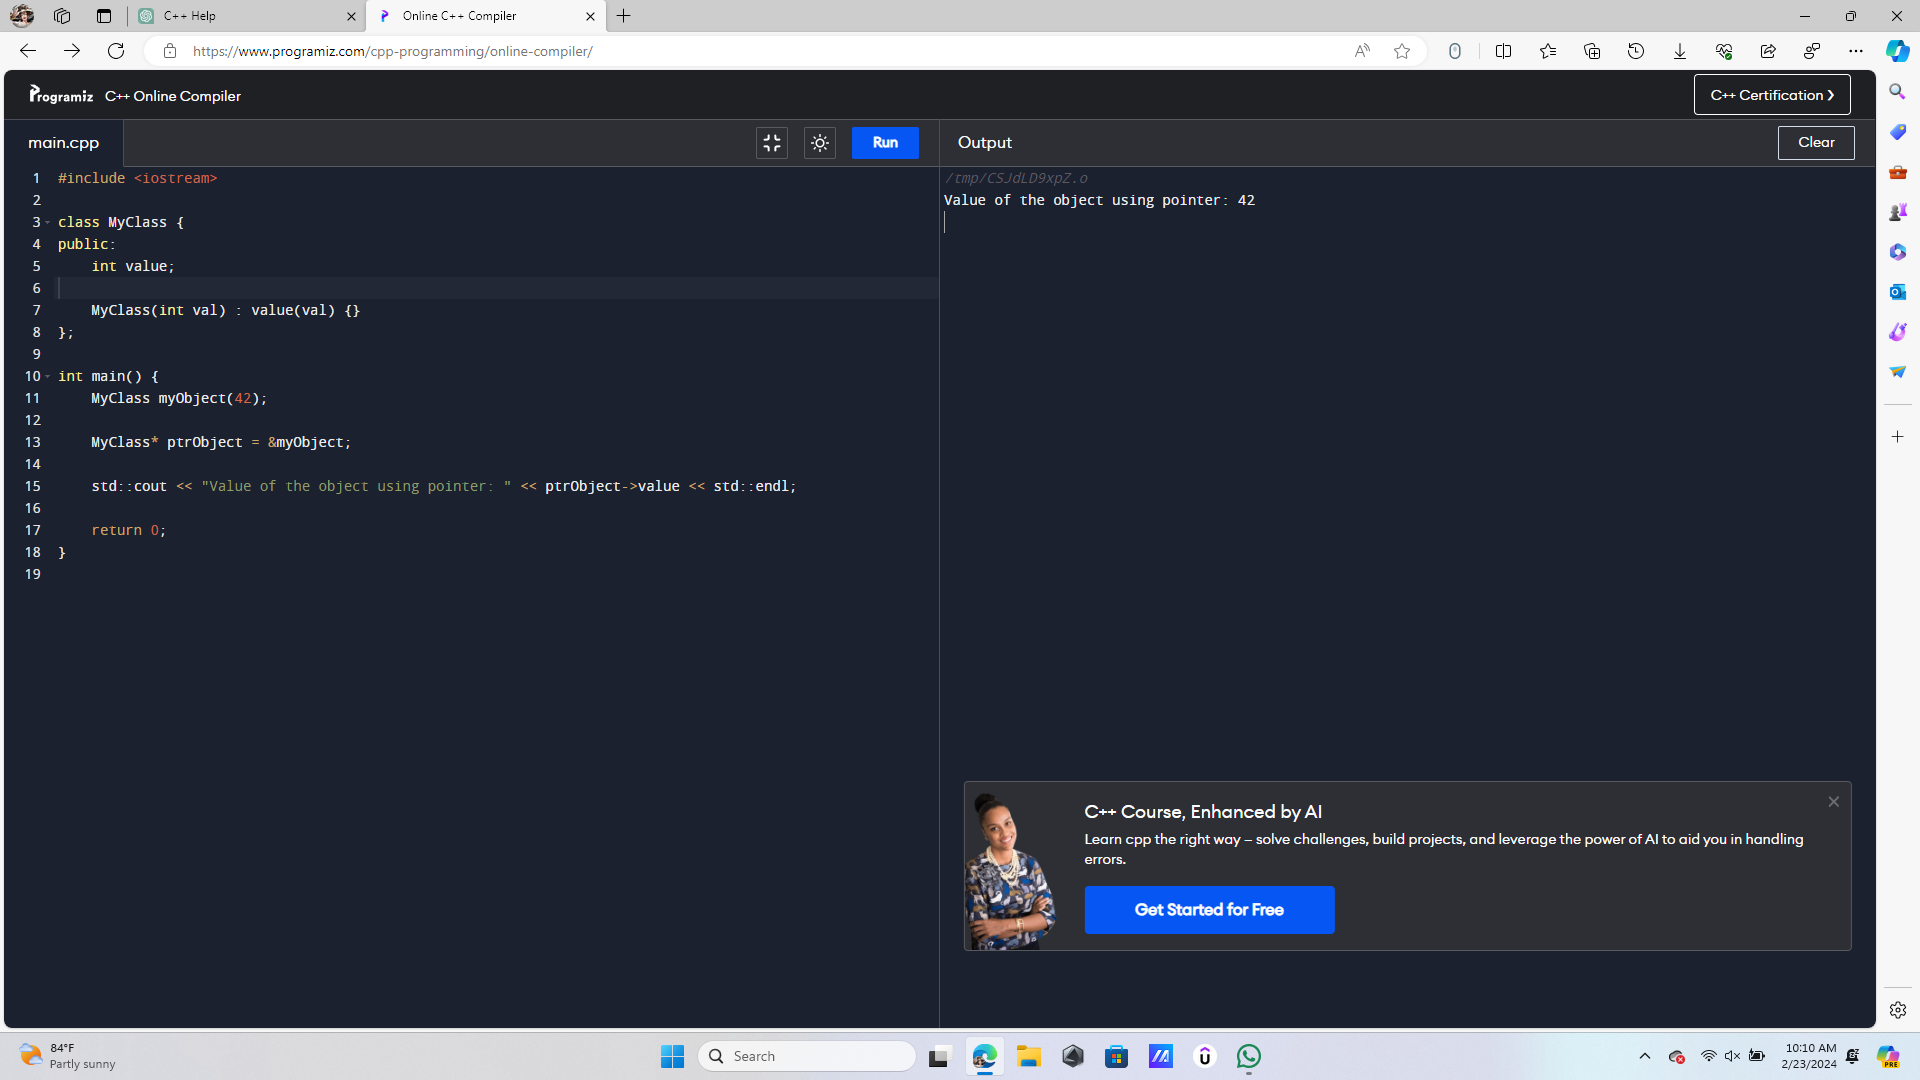 C++ Help
Online C++ Compiler
https://www.programiz.com/cpp-programming/online-compiler/
Programiz C++ Online Compiler
C++ Certification ❯
main.cpp
Run
Output
Clear
1 #include <iostream>
2
3 class MyClass {
4 public:
5 int value;
6
7 MyClass(int val) : value(val) {}
8 };
9
10 int main() {
11 MyClass myObject(42);
12
13 MyClass* ptrObject = &myObject;
14
15 std::cout << "Value of the object using pointer: " << ptrObject->value << std::endl;
16
17 return 0;
18 }
19
/tmp/CSJdLD9xpZ.o
Value of the object using pointer: 42
C++ Course, Enhanced by AI
Learn cpp the right way – solve challenges, build projects, and leverage the power of AI to aid you in handling
errors.
Get Started for Free
84°F
Partly sunny
Search
10:10 AM
2/23/2024
PRE